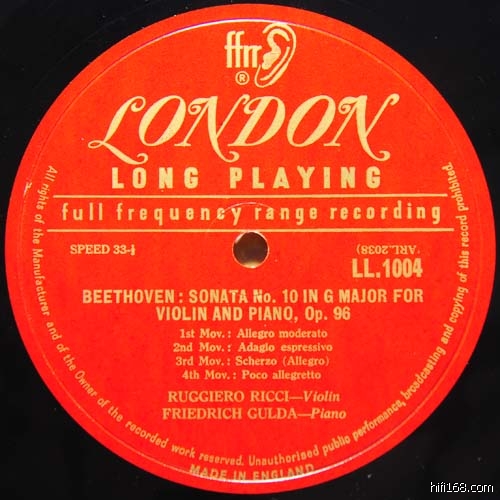 ffrr
®
LONDON
LONG PLAYING
full frequency range recording
SPEED 33-⅓
(ARL.2038)
LL.1004
BEETHOVEN: SONATA No. 10 IN G MAJOR FOR
VIOLIN AND PIANO, Op. 96
1st Mov.: Allegro moderato
2nd Mov.: Adagio espressivo
3rd Mov.: Scherzo (Allegro)
4th Mov.: Poco allegretto
RUGGIERO RICCI—Violin
FRIEDRICH GULDA—Piano
All rights of the Manufacturer and of the Owner of the recorded work reserved. Unauthorised public performance, broadcasting and copying of this record prohibited.
MADE IN ENGLAND
hifi168.com